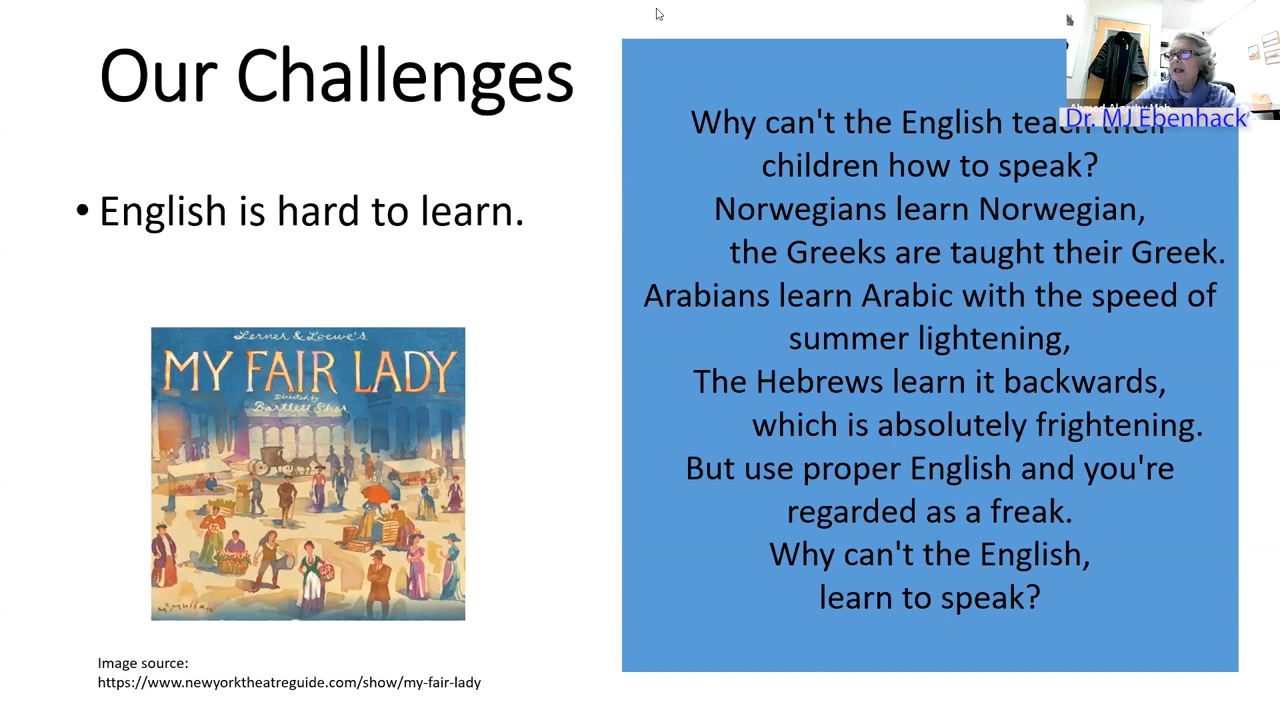 Our Challenges
• English is hard to learn.
Lerner & Loewe's
MY FAIR LADY
Directed by
Bartlett Sher
McMullan
Image source:
https://www.newyorktheatreguide.com/show/my-fair-lady
Why can't the English teach their
children how to speak?
Norwegians learn Norwegian,
the Greeks are taught their Greek.
Arabians learn Arabic with the speed of
summer lightening,
The Hebrews learn it backwards,
which is absolutely frightening.
But use proper English and you're
regarded as a freak.
Why can't the English,
learn to speak?
Dr. MJ Ebenhack